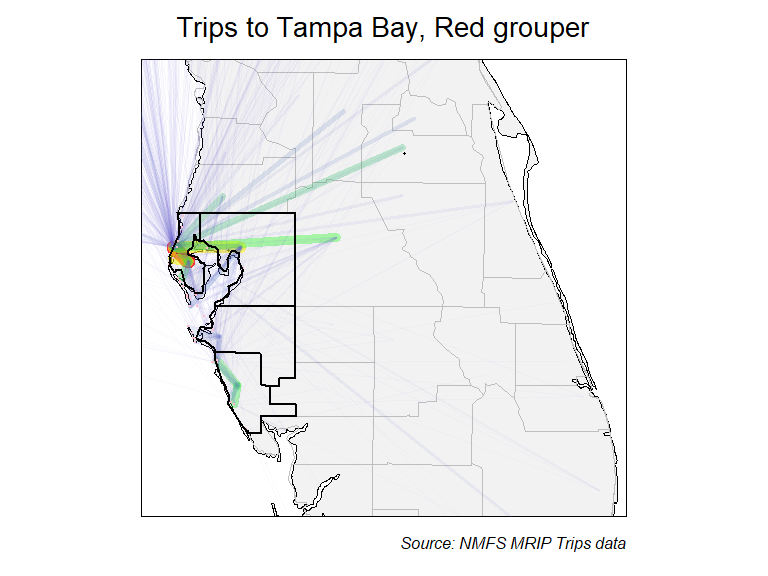 Trips to Tampa Bay, Red grouper
Source: NMFS MRIP Trips data